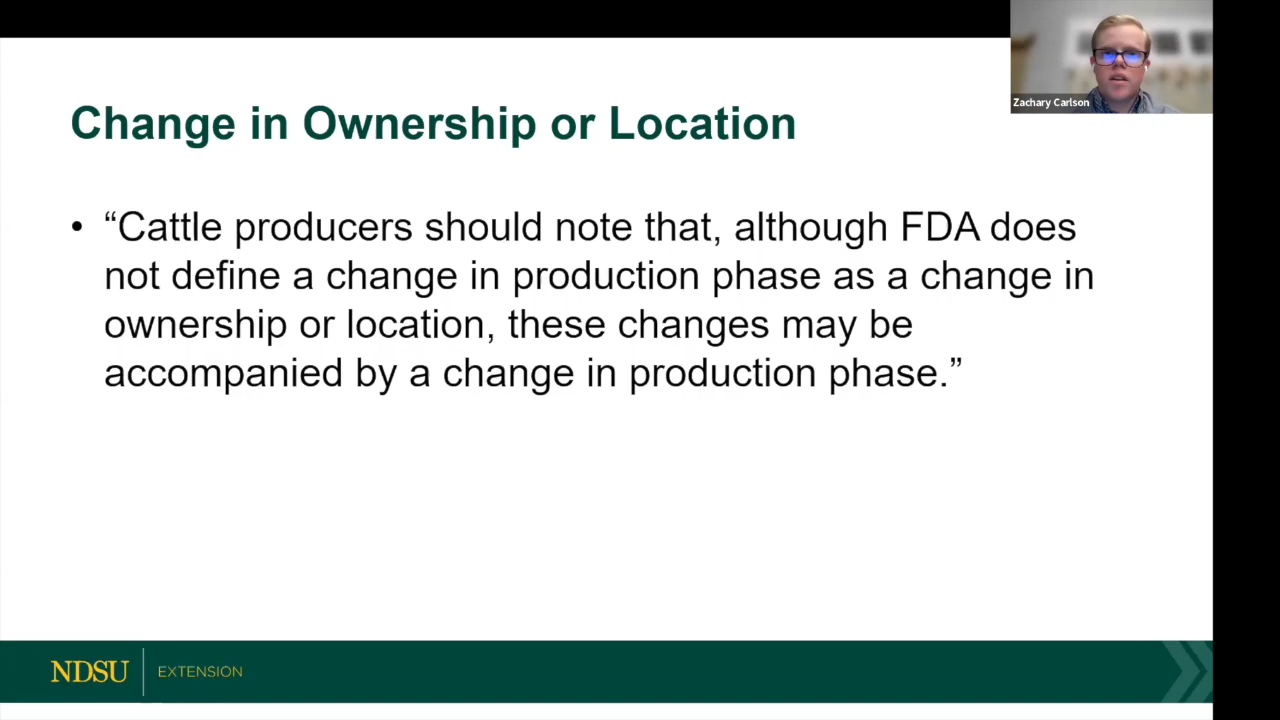 Zachary Carlson
Change in Ownership or Location
• “Cattle producers should note that, although FDA does
not define a change in production phase as a change in
ownership or location, these changes may be
accompanied by a change in production phase.”
NDSU EXTENSION